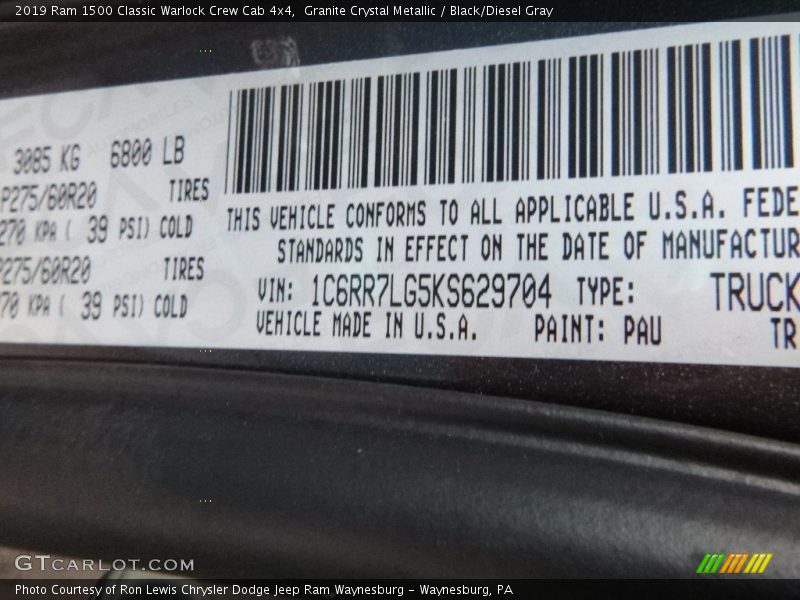 2019 Ram 1500 Classic Warlock Crew Cab 4x4,  Granite Crystal Metallic / Black/Diesel Gray
3085 KG 6800 LB
P275/60R20 TIRES
270 KPA ( 39 PSI) COLD
P275/60R20 TIRES
270 KPA ( 39 PSI) COLD
THIS VEHICLE CONFORMS TO ALL APPLICABLE U.S.A. FEDE
STANDARDS IN EFFECT ON THE DATE OF MANUFACTUR
VIN: 1C6RR7LG5KS629704 TYPE: TRUCK
VEHICLE MADE IN U.S.A. PAINT: PAU TR
GTCARLOT.COM
Photo Courtesy of Ron Lewis Chrysler Dodge Jeep Ram Waynesburg – Waynesburg, PA